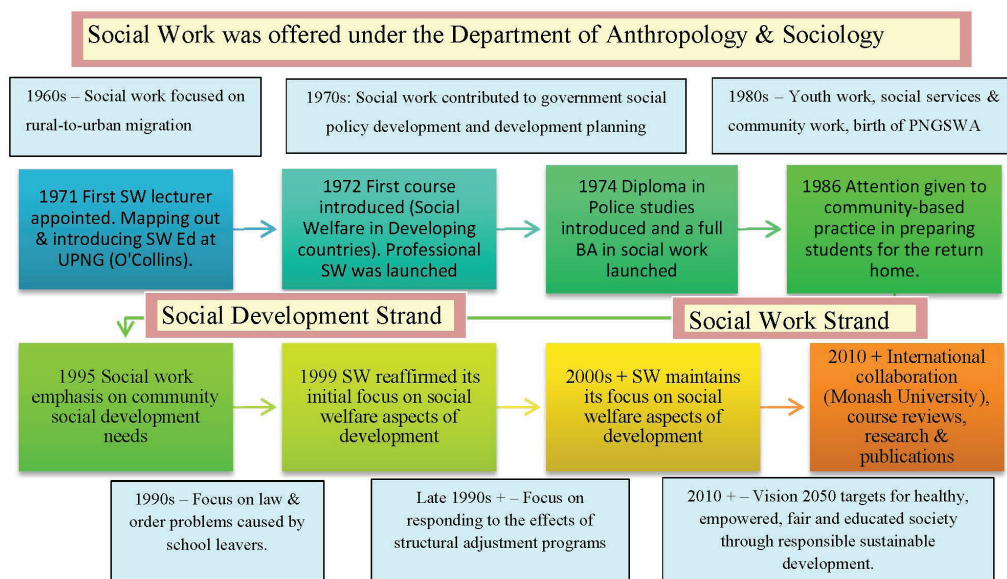 Social Work was offered under the Department of Anthropology & Sociology
1960s – Social work focused on
rural-to-urban migration
1970s: Social work contributed to government social
policy development and development planning
1980s – Youth work, social services &
community work, birth of PNGSWA
1971 First SW lecturer
appointed. Mapping out
& introducing SW Ed at
UPNG (O'Collins).
1972 First course
introduced (Social
Welfare in Developing
countries). Professional
SW was launched
1974 Diploma in
Police studies
introduced and a full
BA in social work
launched
1986 Attention given to
community-based
practice in preparing
students for the return
home.
Social Development Strand
Social Work Strand
1995 Social work
emphasis on community
social development
needs
1999 SW reaffirmed its
initial focus on social
welfare aspects of
development
2000s + SW maintains
its focus on social
welfare aspects of
development
2010 + International
collaboration
(Monash University),
course reviews,
research &
publications
1990s – Focus on law &
order problems caused by
school leavers.
Late 1990s + – Focus on
responding to the effects of
structural adjustment programs
2010 + – Vision 2050 targets for healthy,
empowered, fair and educated society
through responsible sustainable
development.